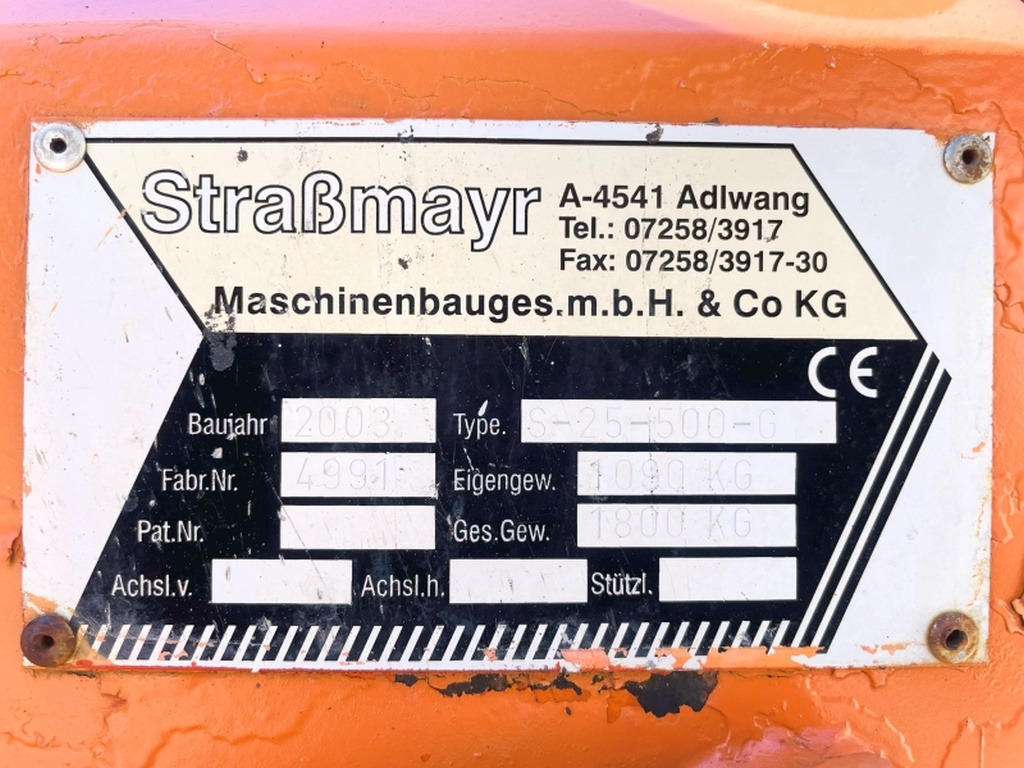 Straßmayr
A-4541 Adlwang
Tel.: 07258/3917
Fax: 07258/3917-30
Maschinenbauges.m.b.H. & Co KG
CE
Baujahr 2003 Type. S-25-500-G
Fabr.Nr. 4991 Eigengew. 1090 KG
Pat.Nr. Ges.Gew. 1800 KG
Achsl.v. Achsl.h. Stützl.